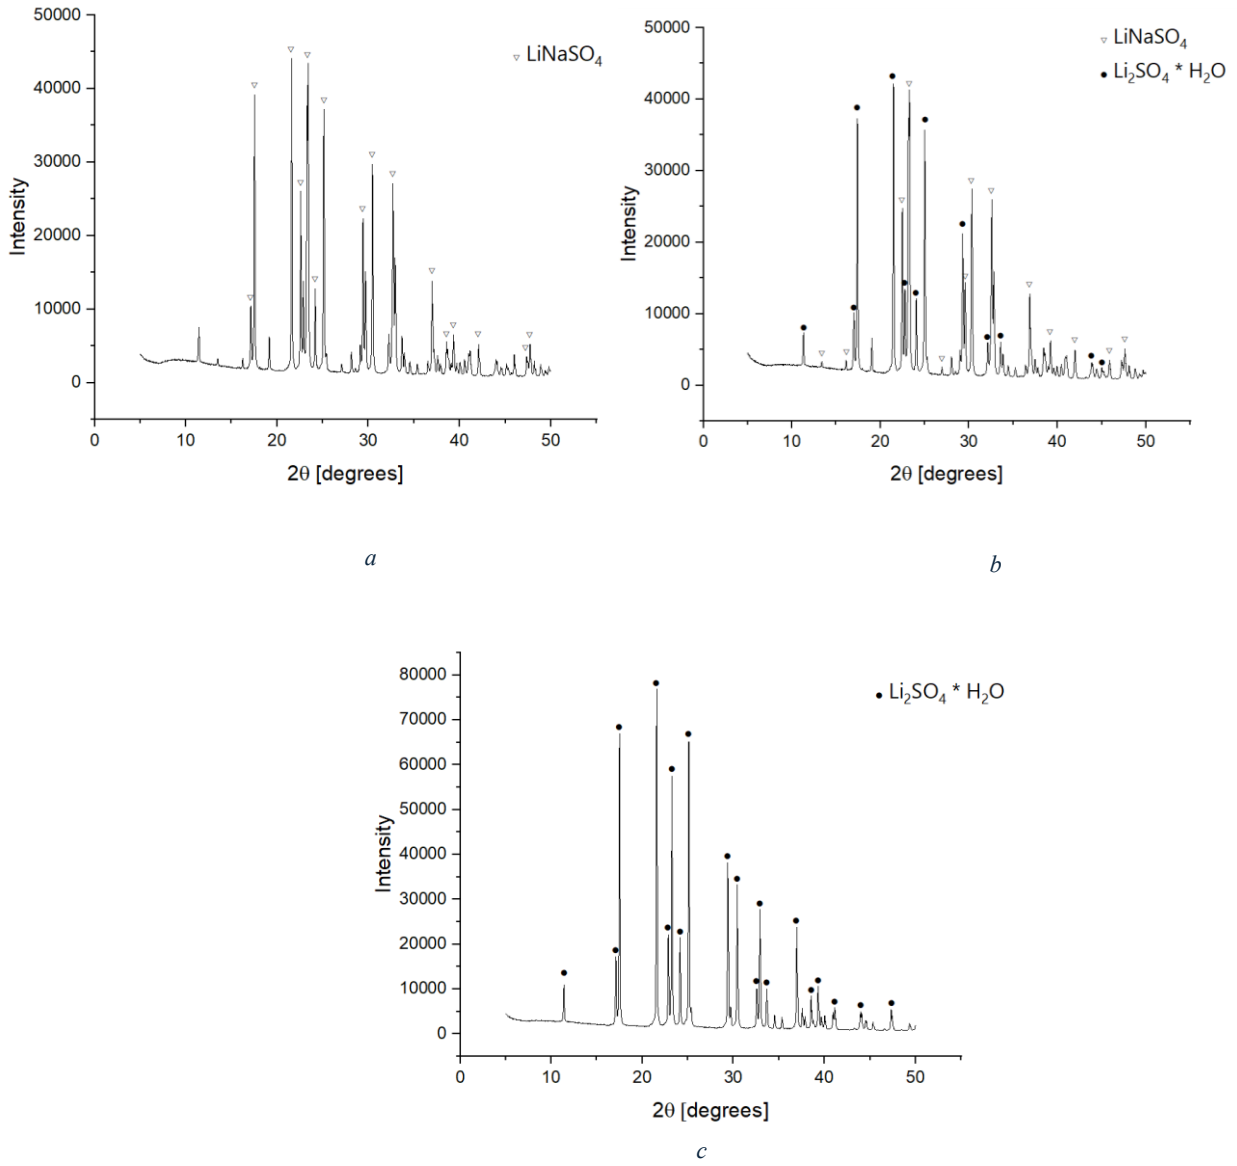 50000
40000
30000
20000
10000
0
Intensity
▽ LiNaSO₄
0 10 20 30 40 50
2θ [degrees]
a
50000
40000
30000
20000
10000
0
Intensity
▽ LiNaSO₄
● Li₂SO₄ * H₂O
0 10 20 30 40 50
2θ [degrees]
b
80000
70000
60000
50000
40000
30000
20000
10000
0
Intensity
● Li₂SO₄ * H₂O
0 10 20 30 40 50
2θ [degrees]
c